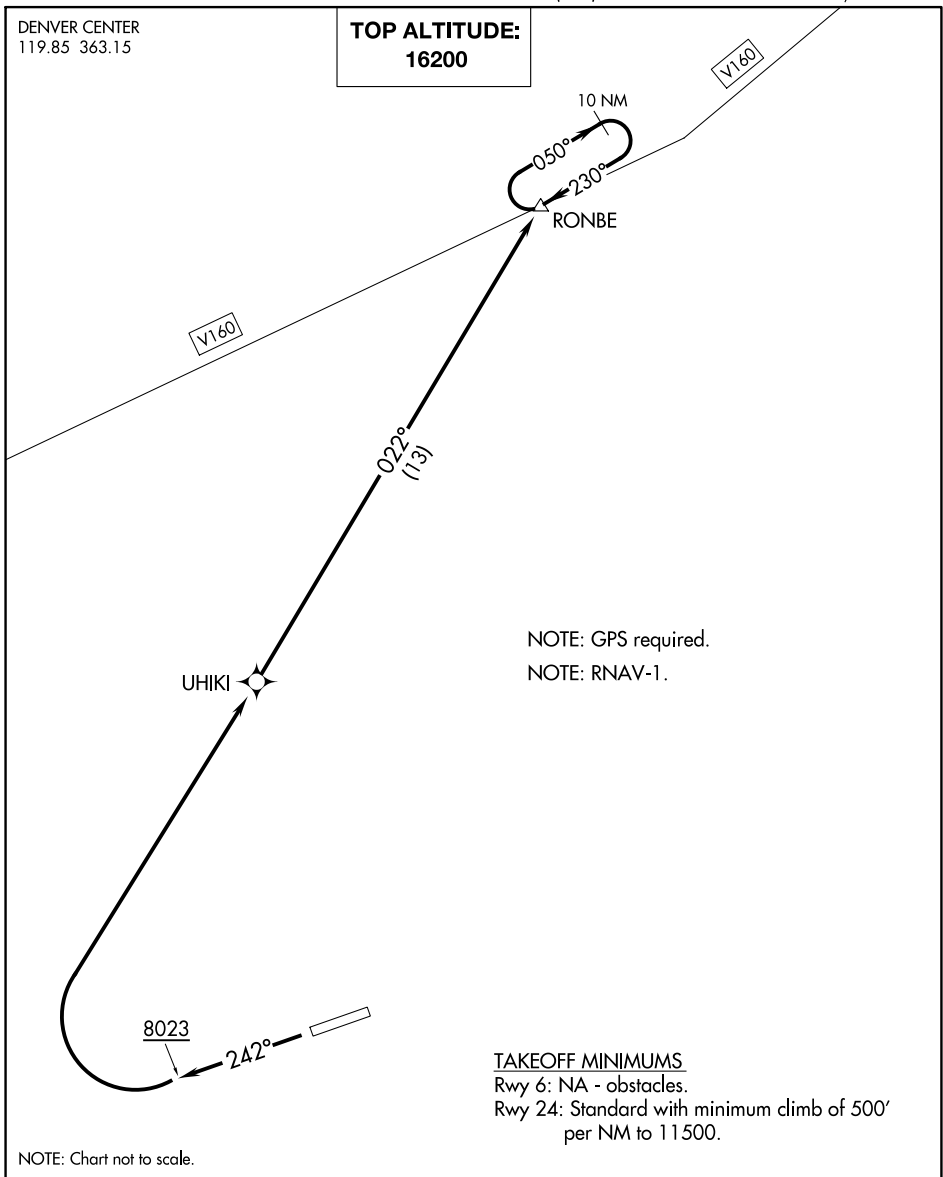 DENVER CENTER
119.85 363.15
TOP ALTITUDE:
16200
V160
10 NM
050°
230°
RONBE
V160
022°
(13)
NOTE: GPS required.
NOTE: RNAV-1.
UHIKI
8023
242°
TAKEOFF MINIMUMS
Rwy 6: NA - obstacles.
Rwy 24: Standard with minimum climb of 500'
per NM to 11500.
NOTE: Chart not to scale.